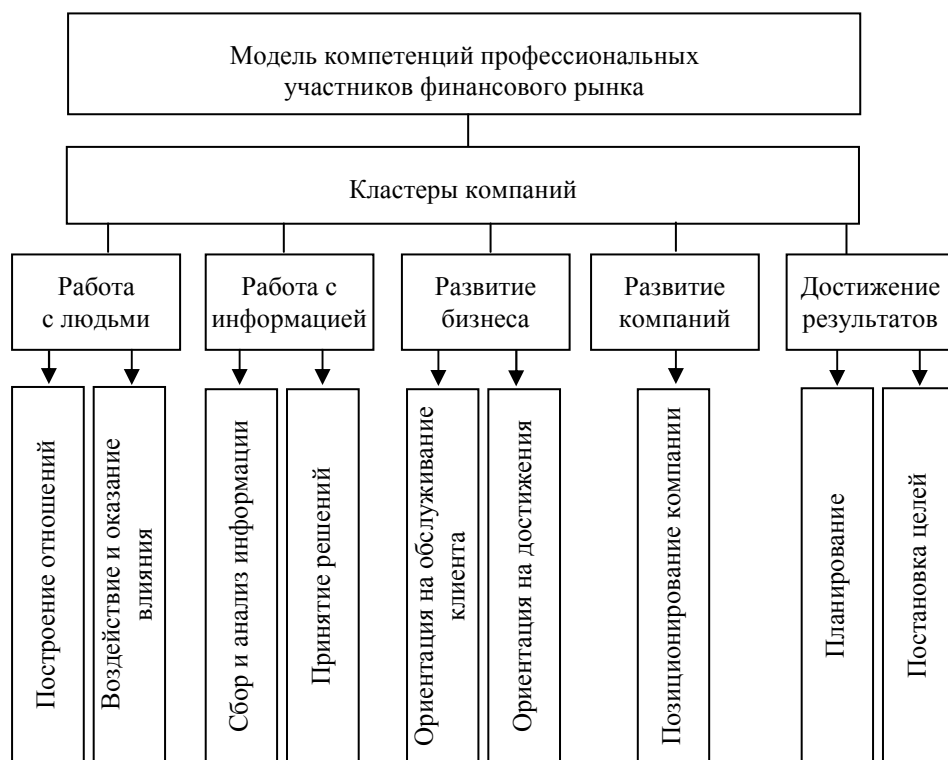 Модель компетенций профессиональных
участников финансового рынка
Кластеры компаний
Работа
с людьми
Работа с
информацией
Развитие
бизнеса
Развитие
компаний
Достижение
результатов
Построение отношений
Воздействие и оказание
влияния
Сбор и анализ информации
Принятие решений
Ориентация на обслуживание
клиента
Ориентация на достижения
Позиционирование компании
Планирование
Постановка целей